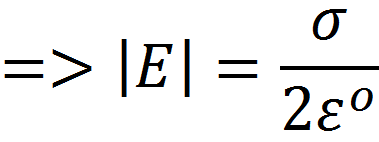 => |E| = σ / 2ε^o